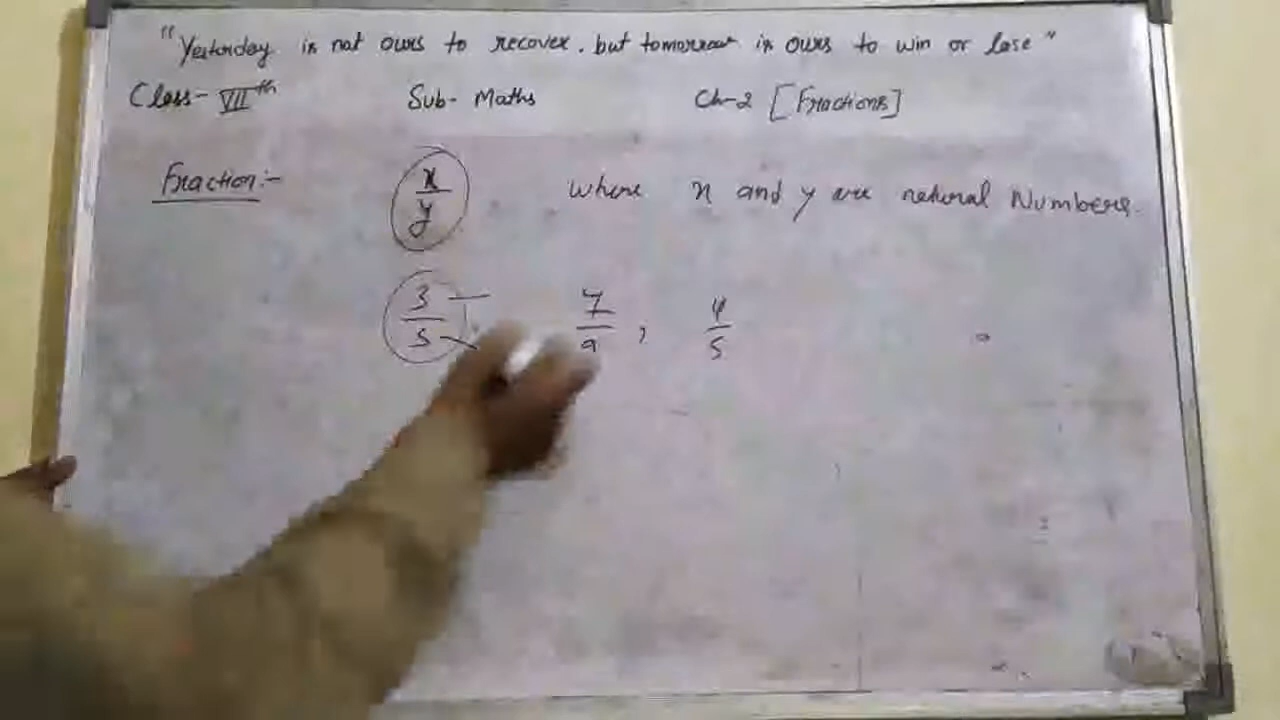 "Yesterday is not ours to recover. but tomorrow is ours to win or lose"
Class- VIIth Sub- Maths Ch-2 [Fractions]
Fraction:- x/y where x and y are natural Numbers.
3/5 7/9 , 4/5